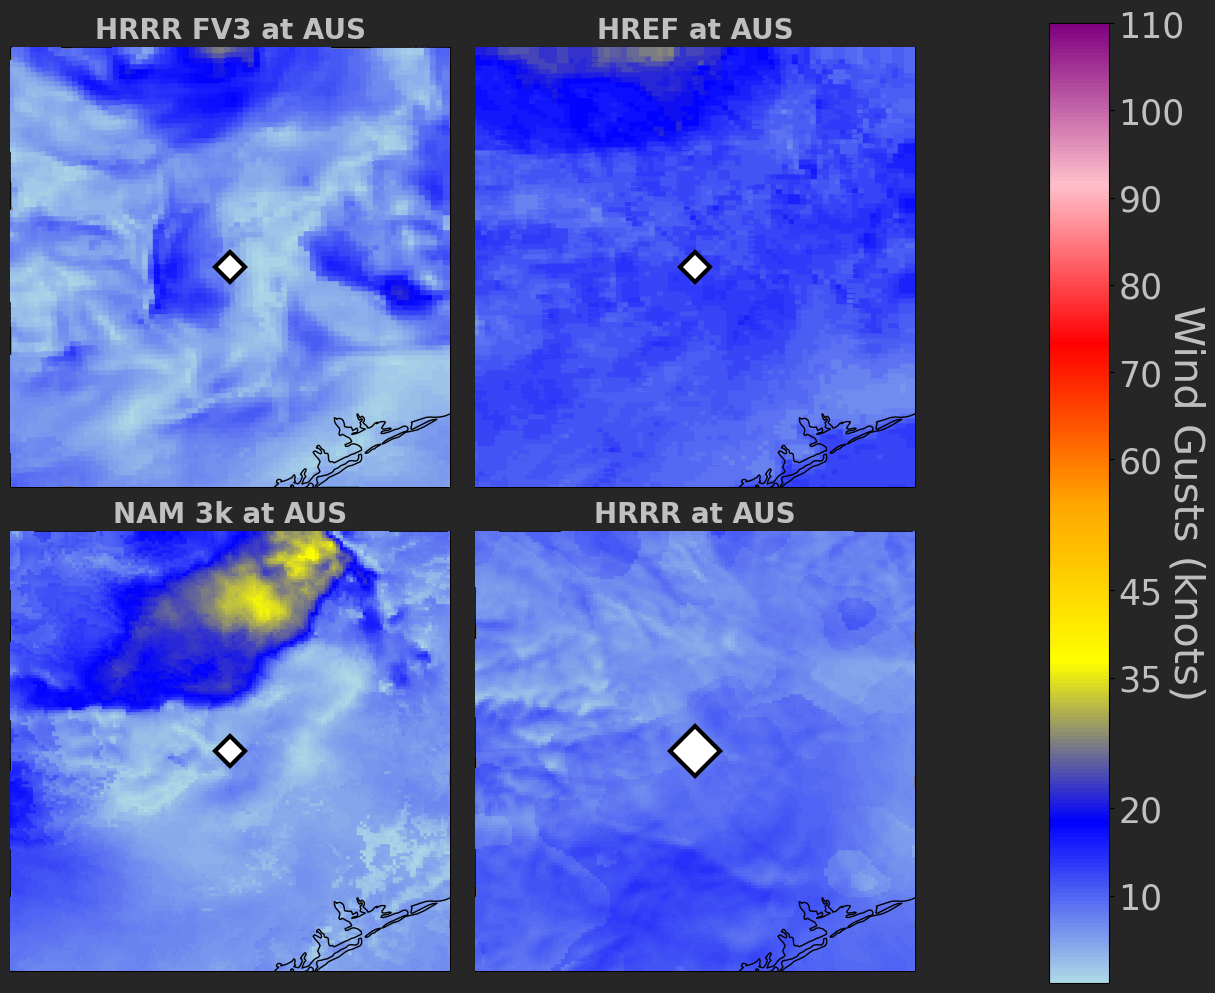 HRRR FV3 at AUS
HREF at AUS
NAM 3k at AUS
HRRR at AUS
110
100
90
80
70
60
45
35
20
10
Wind Gusts (knots)